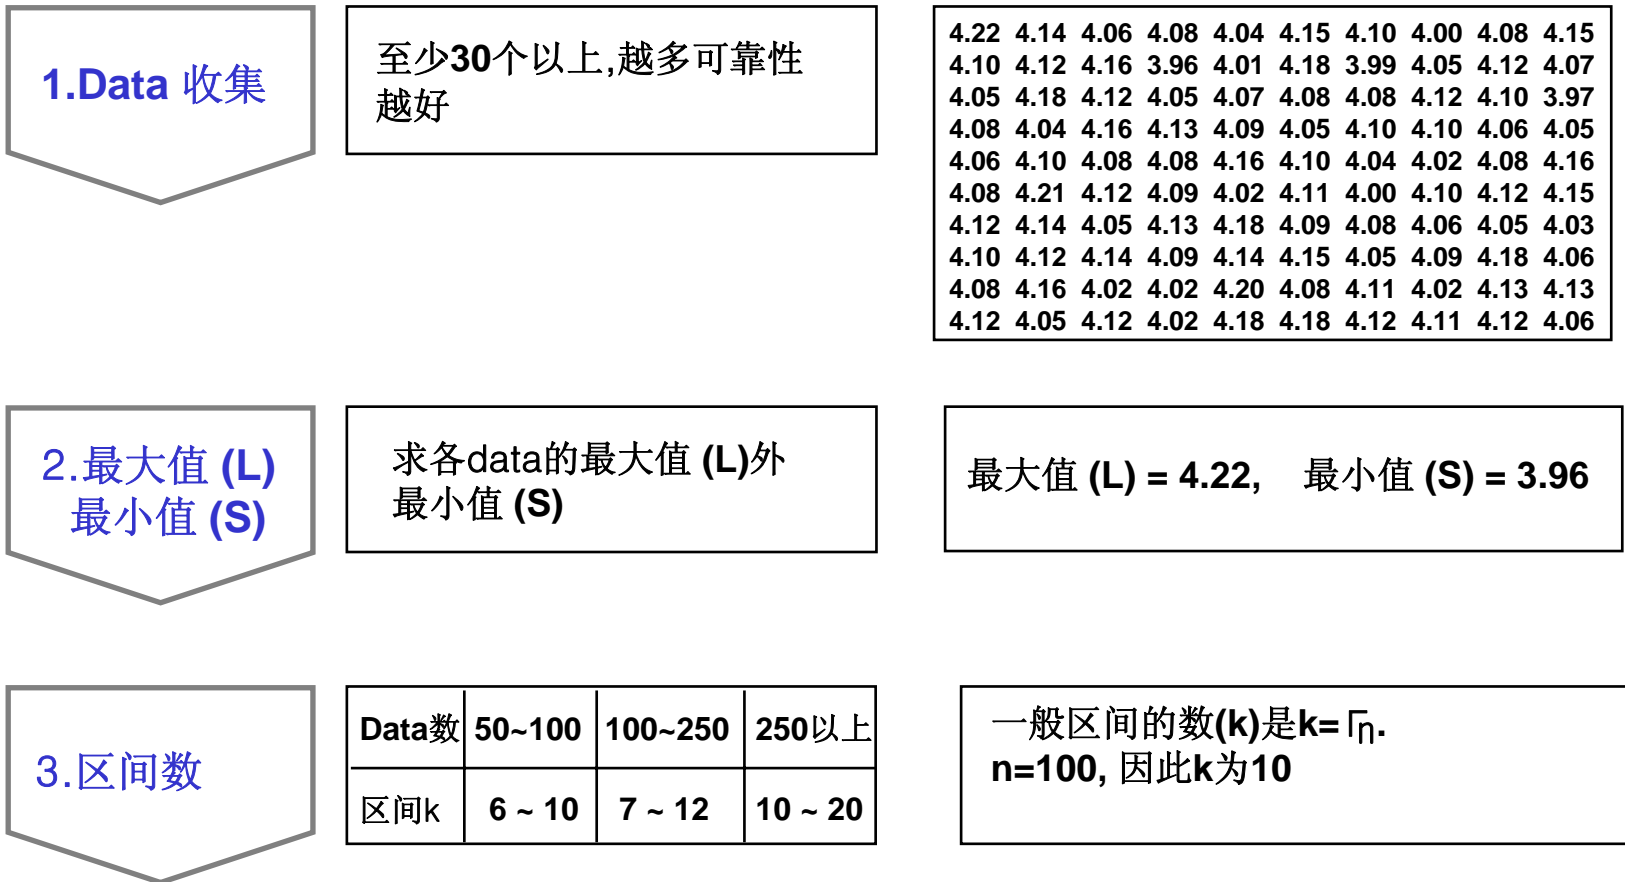 1.Data 收集
至少30个以上,越多可靠性
越好
4.22 4.14 4.06 4.08 4.04 4.15 4.10 4.00 4.08 4.15
4.10 4.12 4.16 3.96 4.01 4.18 3.99 4.05 4.12 4.07
4.05 4.18 4.12 4.05 4.07 4.08 4.08 4.12 4.10 3.97
4.08 4.04 4.16 4.13 4.09 4.05 4.10 4.10 4.06 4.05
4.06 4.10 4.08 4.08 4.16 4.10 4.04 4.02 4.08 4.16
4.08 4.21 4.12 4.09 4.02 4.11 4.00 4.10 4.12 4.15
4.12 4.14 4.05 4.13 4.18 4.09 4.08 4.06 4.05 4.03
4.10 4.12 4.14 4.09 4.14 4.15 4.05 4.09 4.18 4.06
4.08 4.16 4.02 4.02 4.20 4.08 4.11 4.02 4.13 4.13
4.12 4.05 4.12 4.02 4.18 4.18 4.12 4.11 4.12 4.06
2.最大值 (L)
最小值 (S)
求各data的最大值 (L)外
最小值 (S)
最大值 (L) = 4.22, 最小值 (S) = 3.96
3.区间数
Data数 50~100 100~250 250以上
区间k 6 ~ 10 7 ~ 12 10 ~ 20
一般区间的数(k)是k=┌n.
n=100, 因此k为10